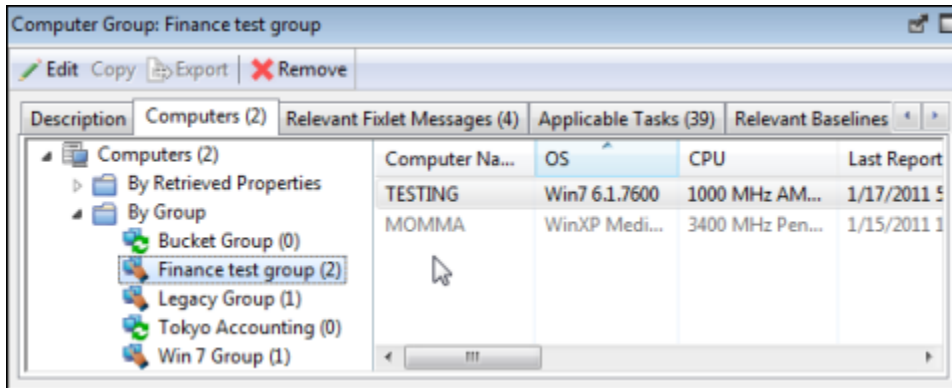 Computer Group: Finance test group
Edit Copy Export Remove
Description Computers (2) Relevant Fixlet Messages (4) Applicable Tasks (39) Relevant Baselines
Computers (2)
By Retrieved Properties
By Group
Bucket Group (0)
Finance test group (2)
Legacy Group (1)
Tokyo Accounting (0)
Win 7 Group (1)
Computer Na... OS CPU Last Report
TESTING Win7 6.1.7600 1000 MHz AM... 1/17/2011 5
MOMMA WinXP Medi... 3400 MHz Pen... 1/15/2011 1